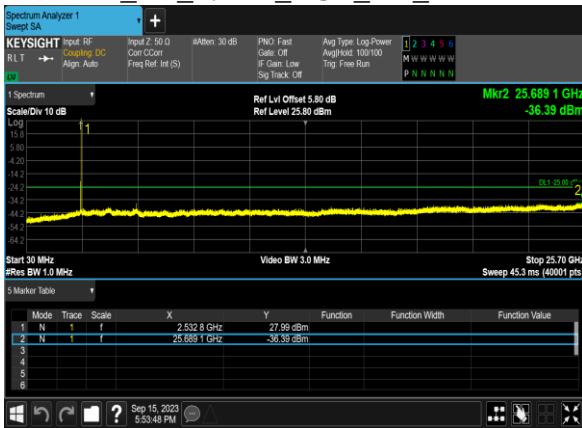 Spectrum Analyzer 1
Swept SA
KEYSIGHT Input: RF Input Z: 50 Ω #Atten: 30 dB PNO: Fast Avg Type: Log-Power 1 2 3 4 5 6
RLT Coupling: DC Corr CCorr Gate: Off Avg|Hold: 100/100 M W W W W W
Align: Auto Freq Ref: Int (S) IF Gain: Low Trig: Free Run
LV Sig Track: Off P N N N N N
1 Spectrum Ref Lvl Offset 5.80 dB Mkr2 25.689 1 GHz
Scale/Div 10 dB Ref Level 25.80 dBm -36.39 dBm
Log
15.8
5.80
-4.20
-14.2
-24.2
-34.2
-44.2
-54.2
-64.2
1
DL1 -25.00
2
Start 30 MHz Video BW 3.0 MHz Stop 25.70 GHz
#Res BW 1.0 MHz Sweep 45.3 ms (40001 pts
5 Marker Table
Mode Trace Scale X Y Function Function Width Function Value
1 N 1 f 2.532 8 GHz 27.99 dBm
2 N 1 f 25.689 1 GHz -36.39 dBm
3
4
5
6
? Sep 15, 2023
5:53:48 PM